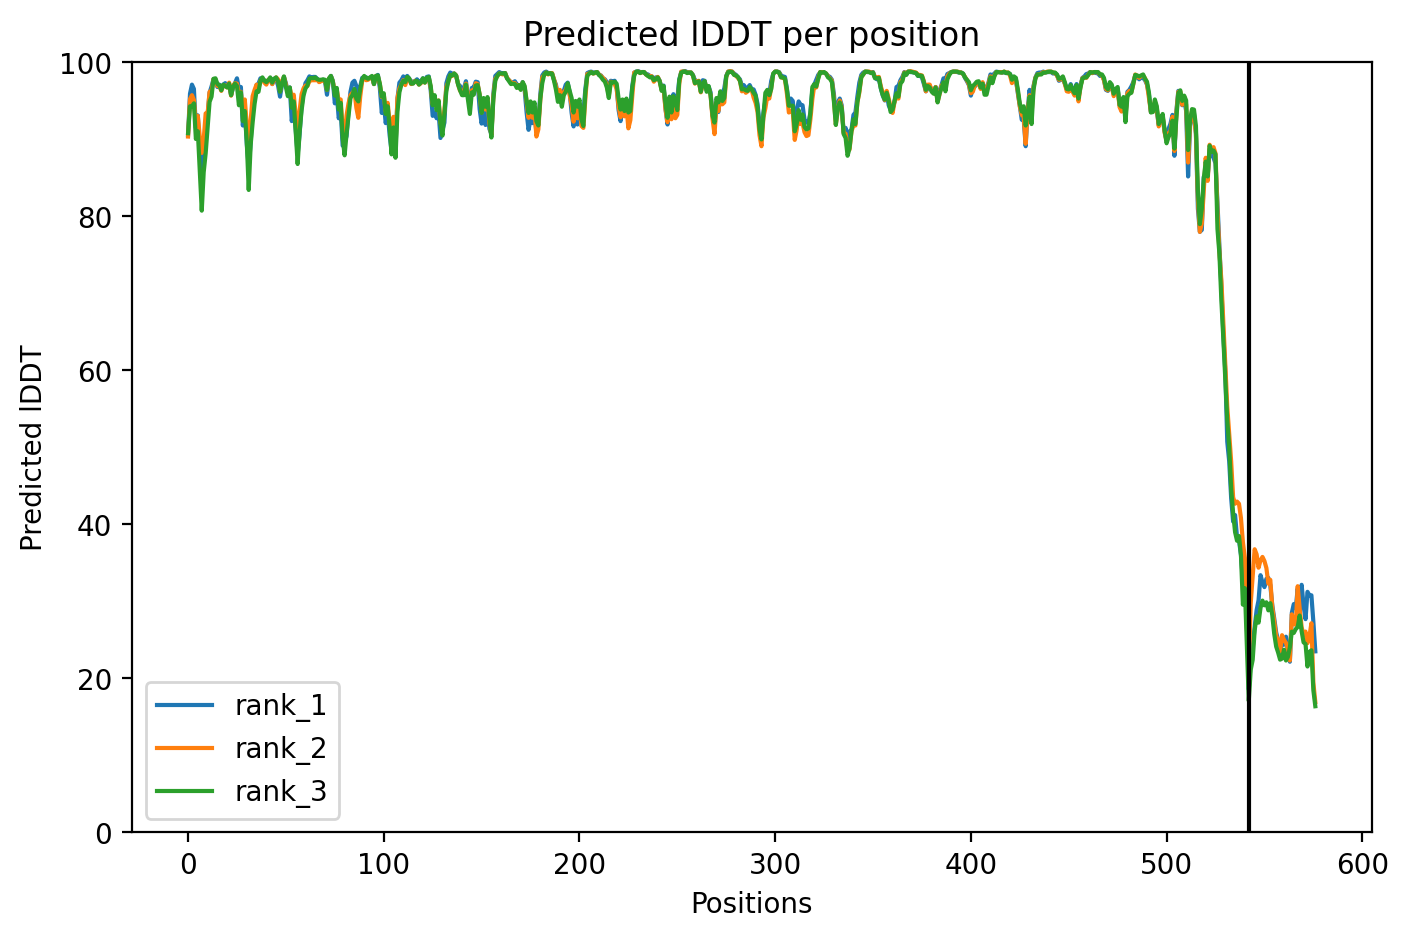 Predicted lDDT per position
Predicted lDDT
100
80
60
40
20
0
rank_1
rank_2
rank_3
0 100 200 300 400 500 600
Positions